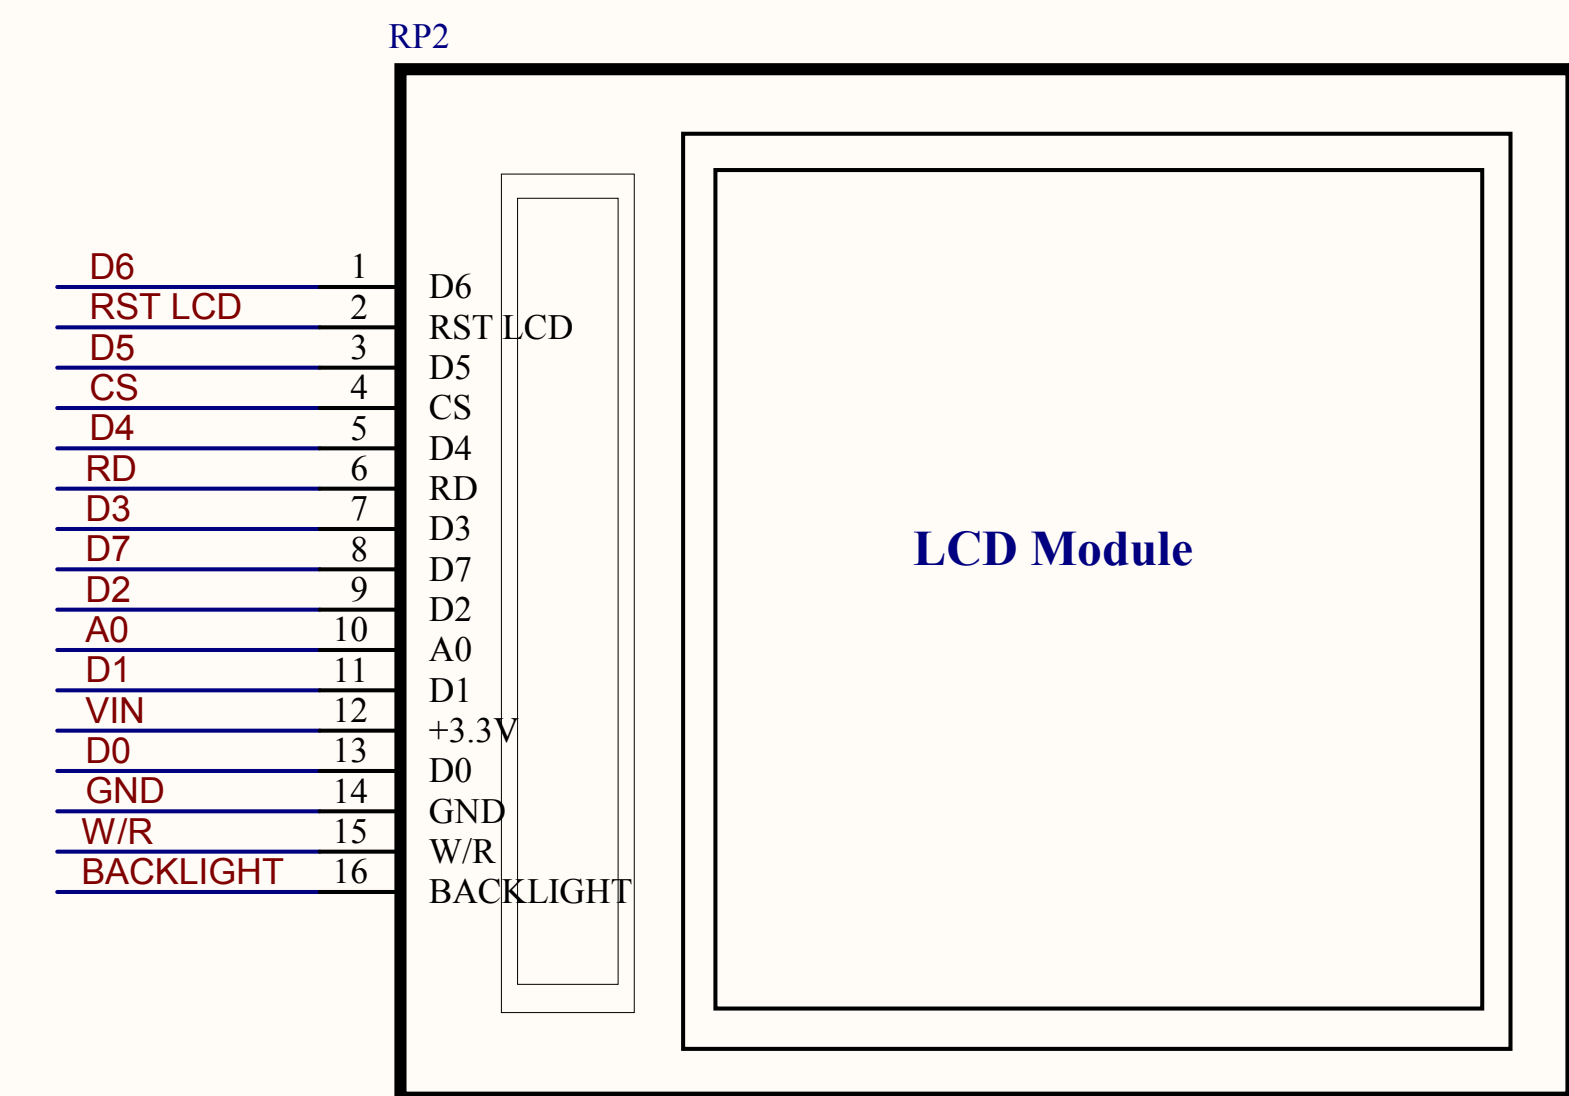 RP2
D6 1 D6
RST LCD 2 RST LCD
D5 3 D5
CS 4 CS
D4 5 D4
RD 6 RD
D3 7 D3
D7 8 D7
D2 9 D2
A0 10 A0
D1 11 D1
VIN 12 +3.3V
D0 13 D0
GND 14 GND
W/R 15 W/R
BACKLIGHT 16 BACKLIGHT
LCD Module